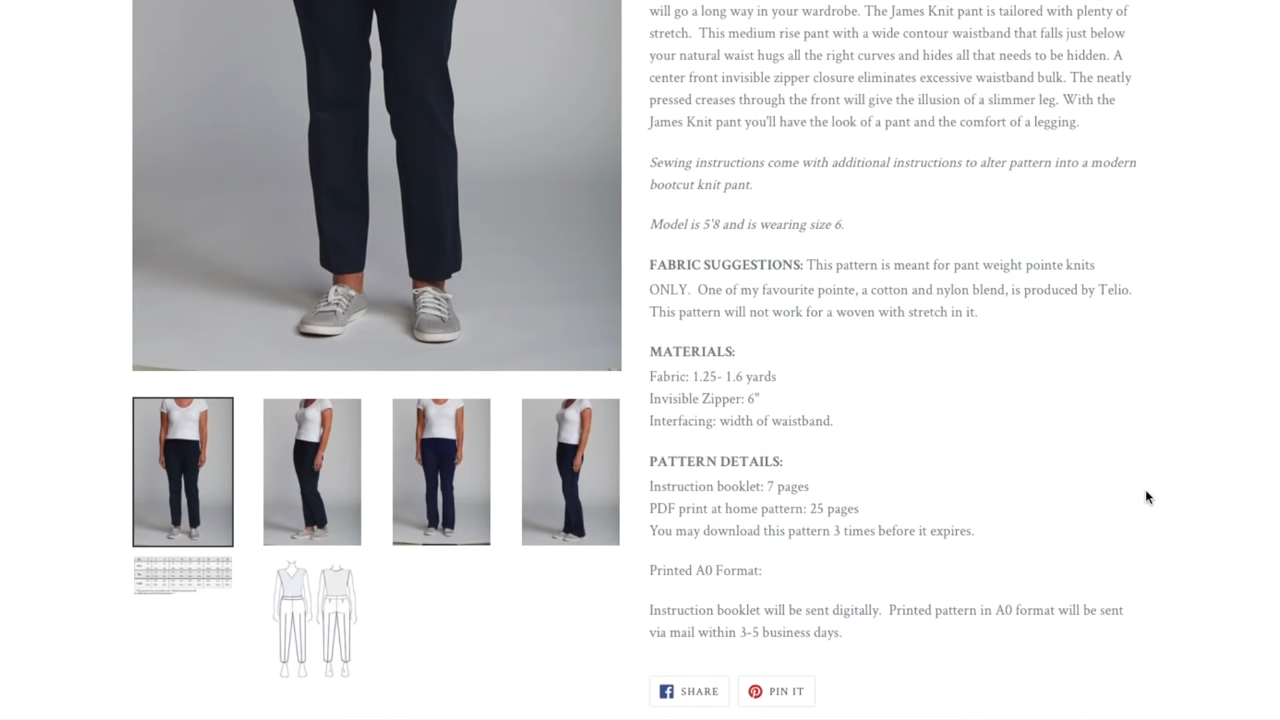 will go a long way in your wardrobe. The James Knit pant is tailored with plenty of
stretch.  This medium rise pant with a wide contour waistband that falls just below
your natural waist hugs all the right curves and hides all that needs to be hidden. A
center front invisible zipper closure eliminates excessive waistband bulk. The neatly
pressed creases through the front will give the illusion of a slimmer leg. With the
James Knit pant you'll have the look of a pant and the comfort of a legging.
Sewing instructions come with additional instructions to alter pattern into a modern
bootcut knit pant.
Model is 5'8 and is wearing size 6.
FABRIC SUGGESTIONS: This pattern is meant for pant weight pointe knits
ONLY.  One of my favourite pointe, a cotton and nylon blend, is produced by Telio.
This pattern will not work for a woven with stretch in it.
MATERIALS:
Fabric: 1.25- 1.6 yards
Invisible Zipper: 6"
Interfacing: width of waistband.
PATTERN DETAILS:
Instruction booklet: 7 pages
PDF print at home pattern: 25 pages
You may download this pattern 3 times before it expires.
Printed A0 Format:
Instruction booklet will be sent digitally.  Printed pattern in A0 format will be sent
via mail within 3-5 business days.
SHARE
PIN IT